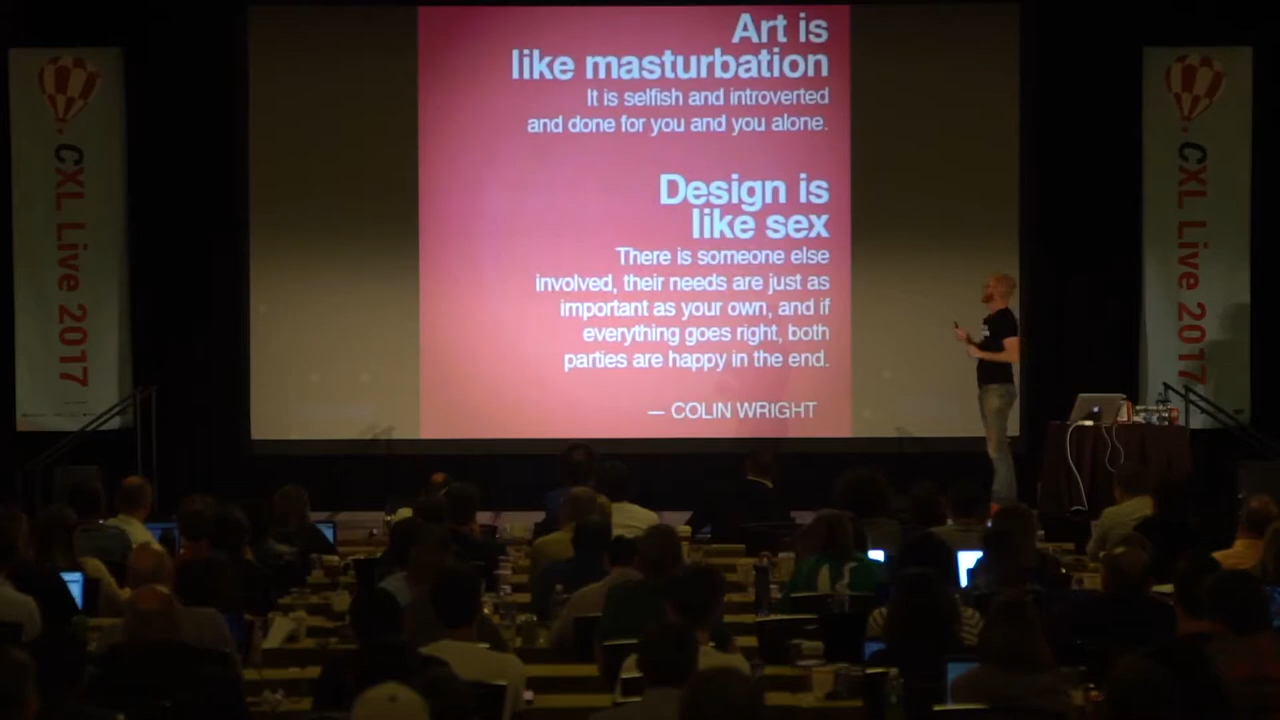 Art is
like masturbation
It is selfish and introverted
and done for you and you alone.
Design is
like sex
There is someone else
involved, their needs are just as
important as your own, and if
everything goes right, both
parties are happy in the end.
— COLIN WRIGHT
CXL Live 2017
CXL Live 2017